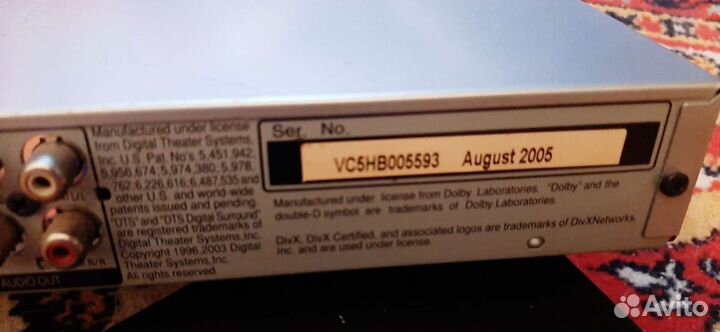 Manufactured under license
from Digital Theater Systems,
Inc. U.S. Pat. No's 5,451,942,
5,956,674, 5,974,380, 5,978,
762, 6,226,616, 6,487,535 and
other U.S. and world-wide
patents issued and pending.
"DTS" and "DTS Digital Surround"
are registered trademarks of
Digital Theater Systems, Inc.
Copyright 1996, 2003 Digital
Theater Systems, Inc.
All rights reserved.
R/R
AUDIO OUT
Ser. No.
VC5HB005593 August 2005
Manufactured under license from Dolby Laboratories. "Dolby" and the
double-D symbol are trademarks of Dolby Laboratories.
DivX, DivX Certified, and associated logos are trademarks of DivXNetworks,
Inc. and are used under license.
Avito